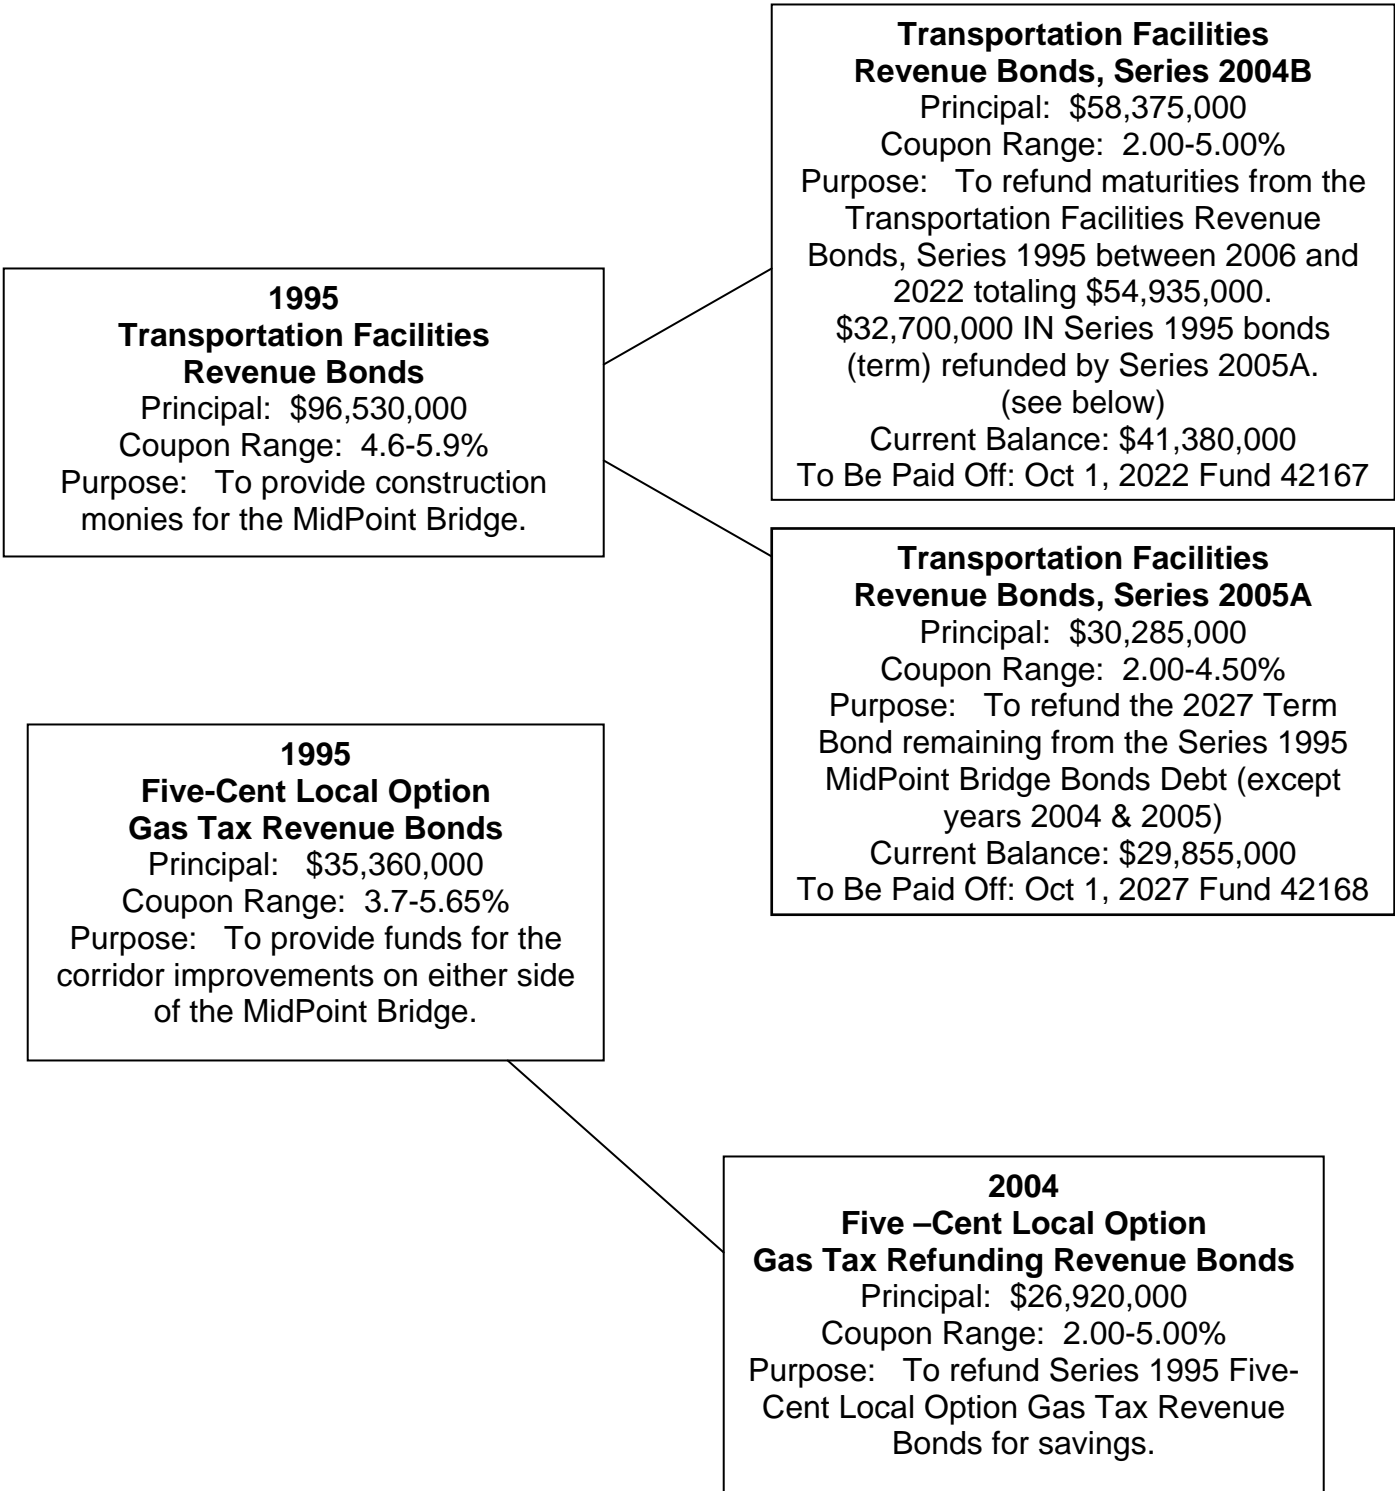 Transportation Facilities
Revenue Bonds, Series 2004B
Principal: $58,375,000
Coupon Range: 2.00-5.00%
Purpose: To refund maturities from the
Transportation Facilities Revenue
Bonds, Series 1995 between 2006 and
2022 totaling $54,935,000.
$32,700,000 IN Series 1995 bonds
(term) refunded by Series 2005A.
(see below)
Current Balance: $41,380,000
To Be Paid Off: Oct 1, 2022 Fund 42167
1995
Transportation Facilities
Revenue Bonds
Principal: $96,530,000
Coupon Range: 4.6-5.9%
Purpose: To provide construction
monies for the MidPoint Bridge.
Transportation Facilities
Revenue Bonds, Series 2005A
Principal: $30,285,000
Coupon Range: 2.00-4.50%
Purpose: To refund the 2027 Term
Bond remaining from the Series 1995
MidPoint Bridge Bonds Debt (except
years 2004 & 2005)
Current Balance: $29,855,000
To Be Paid Off: Oct 1, 2027 Fund 42168
1995
Five-Cent Local Option
Gas Tax Revenue Bonds
Principal: $35,360,000
Coupon Range: 3.7-5.65%
Purpose: To provide funds for the
corridor improvements on either side
of the MidPoint Bridge.
2004
Five –Cent Local Option
Gas Tax Refunding Revenue Bonds
Principal: $26,920,000
Coupon Range: 2.00-5.00%
Purpose: To refund Series 1995 Five-
Cent Local Option Gas Tax Revenue
Bonds for savings.